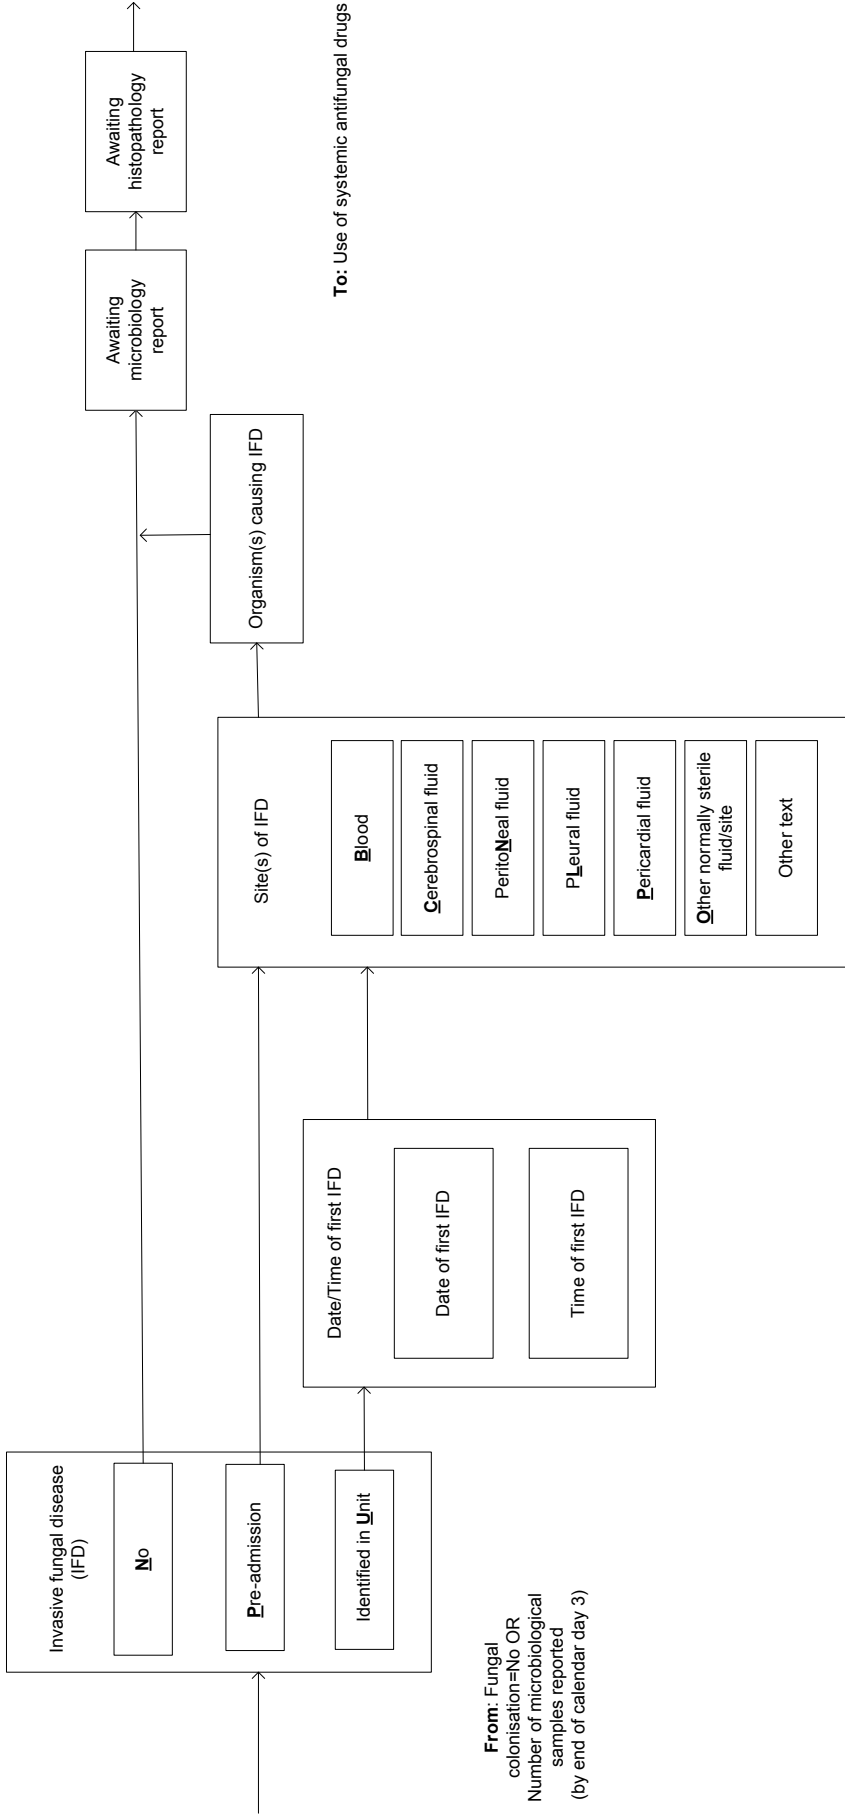 Invasive fungal disease
(IFD)
No
Pre-admission
Identified in Unit
From: Fungal
colonisation=No OR
Number of microbiological
samples reported
(by end of calendar day 3)
Date/Time of first IFD
Date of first IFD
Time of first IFD
Site(s) of IFD
Blood
Cerebrospinal fluid
PeritoNeal fluid
PLeural fluid
Pericardial fluid
Other normally sterile
fluid/site
Other text
Organism(s) causing IFD
Awaiting
microbiology
report
Awaiting
histopathology
report
To: Use of systemic antifungal drugs